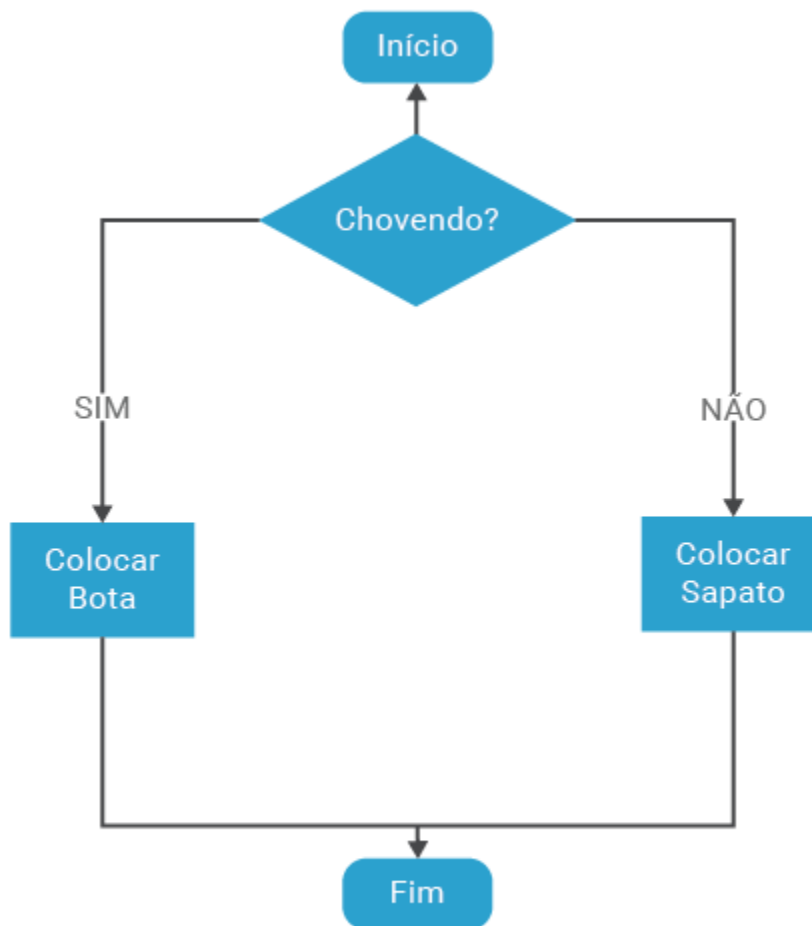 Início
Chovendo?
SIM
NÃO
Colocar
Bota
Colocar
Sapato
Fim